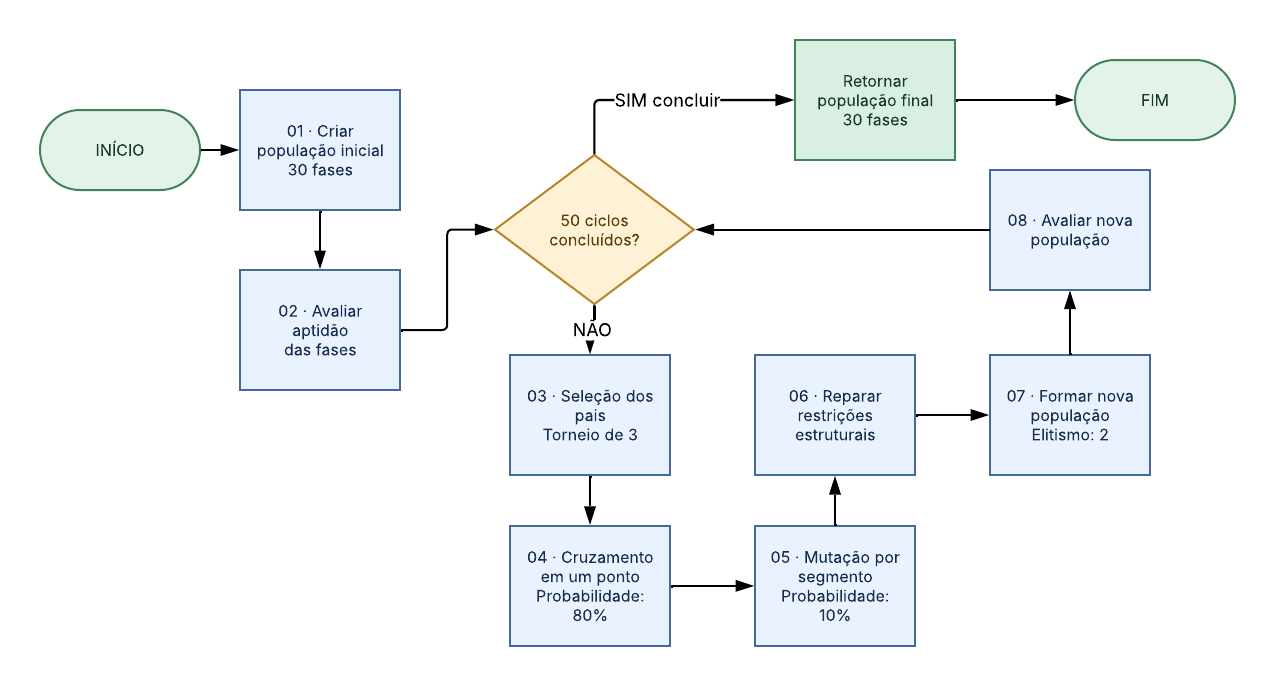 INÍCIO
01 · Criar
população inicial
30 fases
02 · Avaliar
aptidão
das fases
50 ciclos
concluídos?
SIM concluir
Retornar
população final
30 fases
FIM
NÃO
03 · Seleção dos
pais
Torneio de 3
04 · Cruzamento
em um ponto
Probabilidade:
80%
05 · Mutação por
segmento
Probabilidade:
10%
06 · Reparar
restrições
estruturais
07 · Formar nova
população
Elitismo: 2
08 · Avaliar nova
população